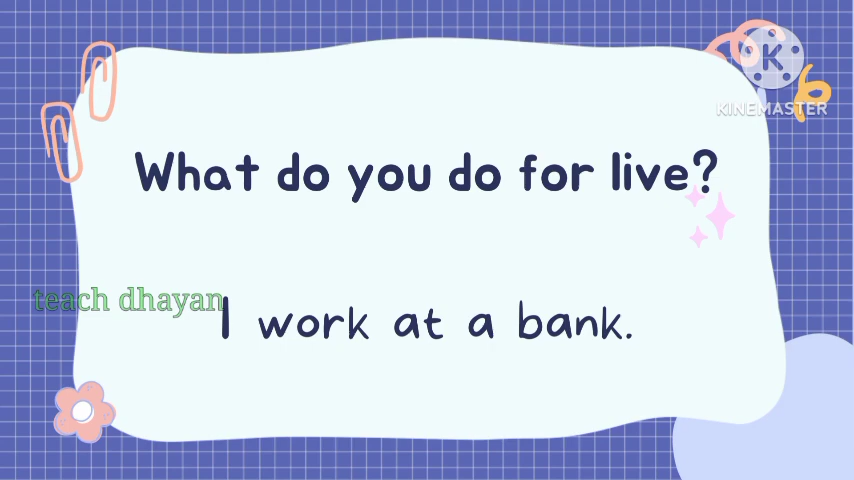 KINEMASTER
What do you do for live?
teach dhayan
I work at a bank.